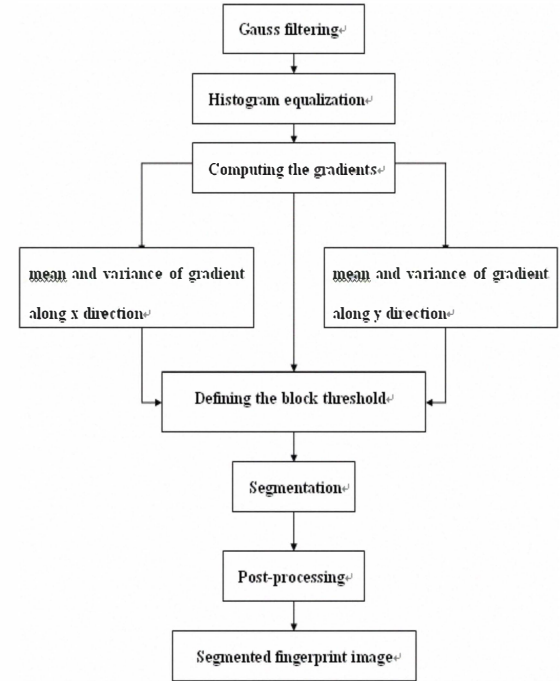 Gauss filtering
Histogram equalization
Computing the gradients
mean and variance of gradient
along x direction
mean and variance of gradient
along y direction
Defining the block threshold
Segmentation
Post-processing
Segmented fingerprint image